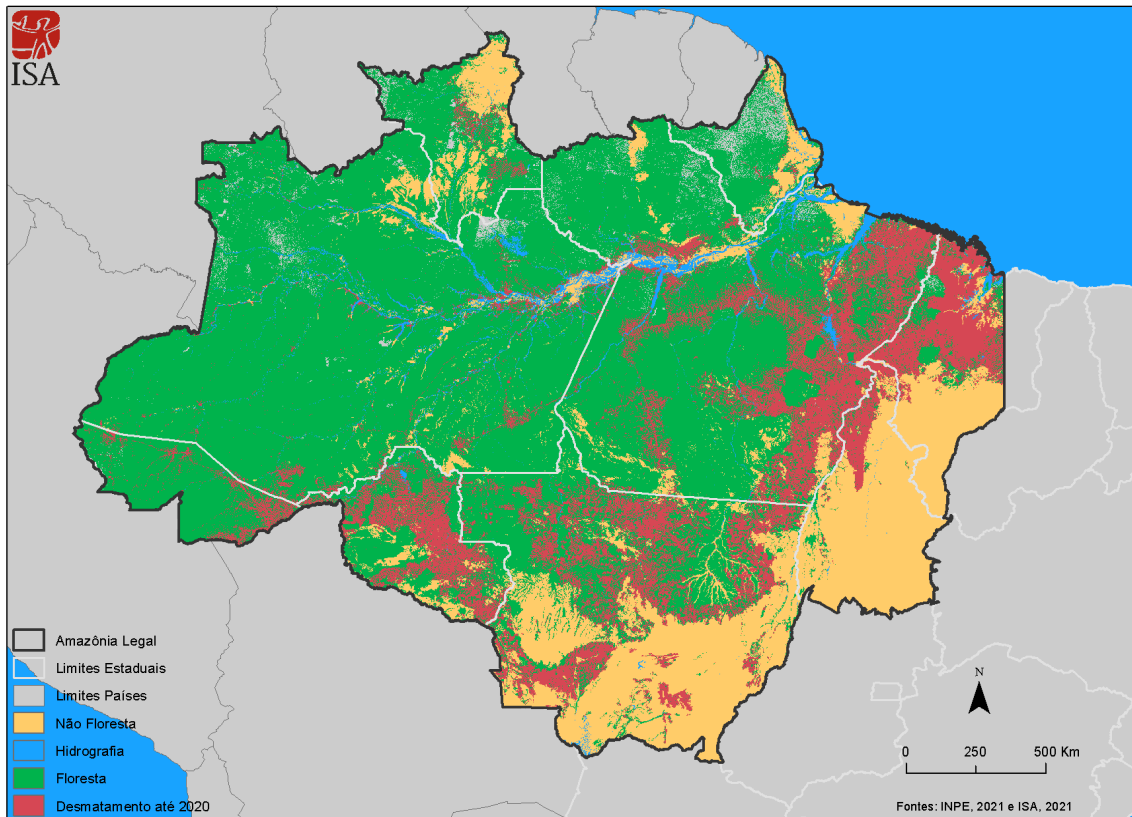 ISA
Amazônia Legal
Limites Estaduais
Limites Países
Não Floresta
Hidrografia
Floresta
Desmatamento até 2020
N
0 250 500 Km
Fontes: INPE, 2021 e ISA, 2021